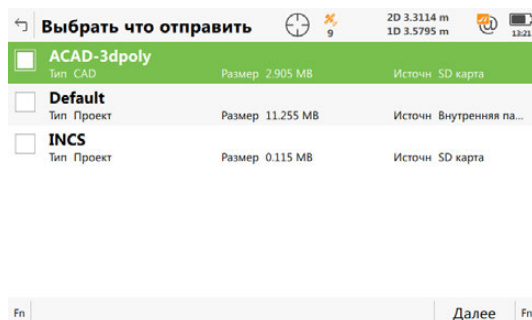 Выбрать что отправить 9 2D 3.3114 m 13:21
1D 3.5795 m
ACAD-3dpoly
Тип CAD Размер 2.905 MB Источн SD карта
Default
Тип Проект Размер 11.255 MB Источн Внутренняя па...
INCS
Тип Проект Размер 0.115 MB Источн SD карта
Fn Далее Fn